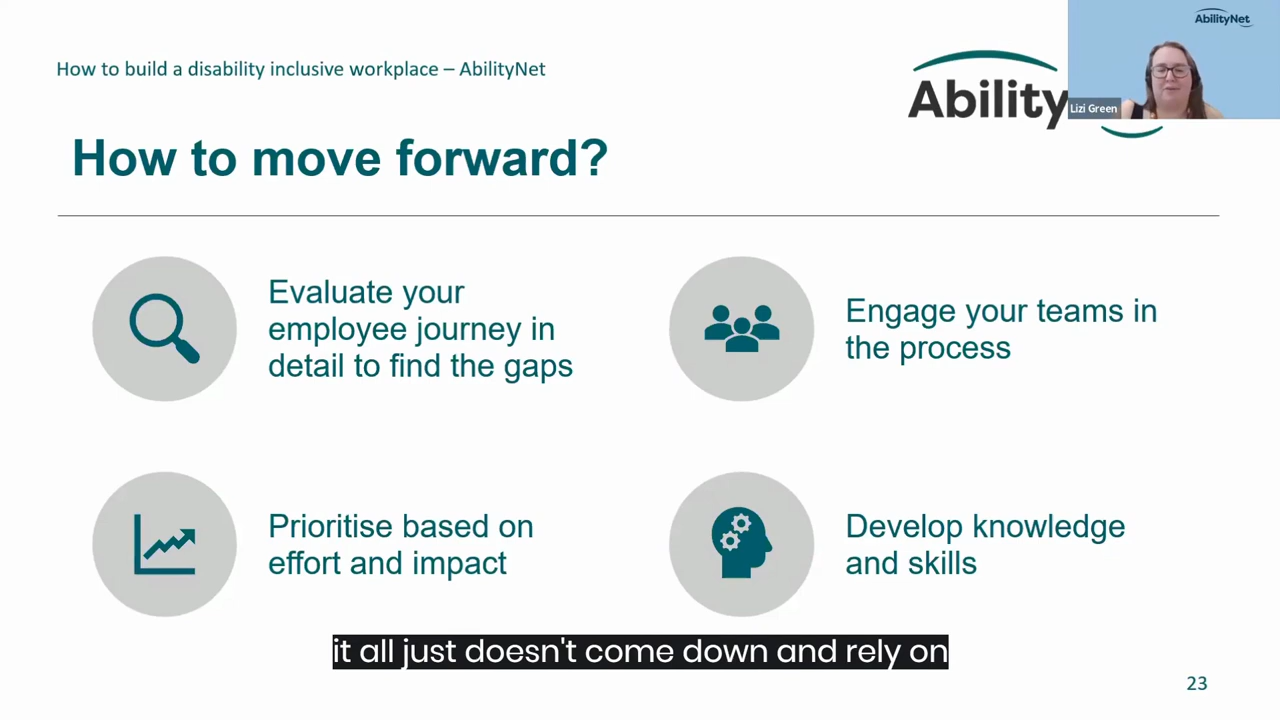 AbilityNet
How to build a disability inclusive workplace – AbilityNet
Ability
Lizi Green
How to move forward?
Evaluate your
employee journey in
detail to find the gaps
Engage your teams in
the process
Prioritise based on
effort and impact
Develop knowledge
and skills
it all just doesn't come down and rely on
23